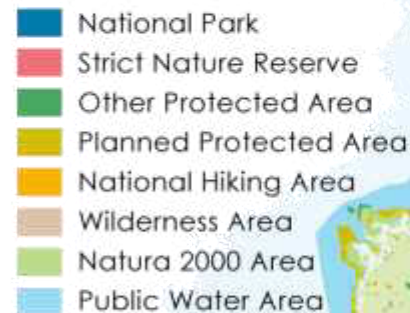 National Park
Strict Nature Reserve
Other Protected Area
Planned Protected Area
National Hiking Area
Wilderness Area
Natura 2000 Area
Public Water Area